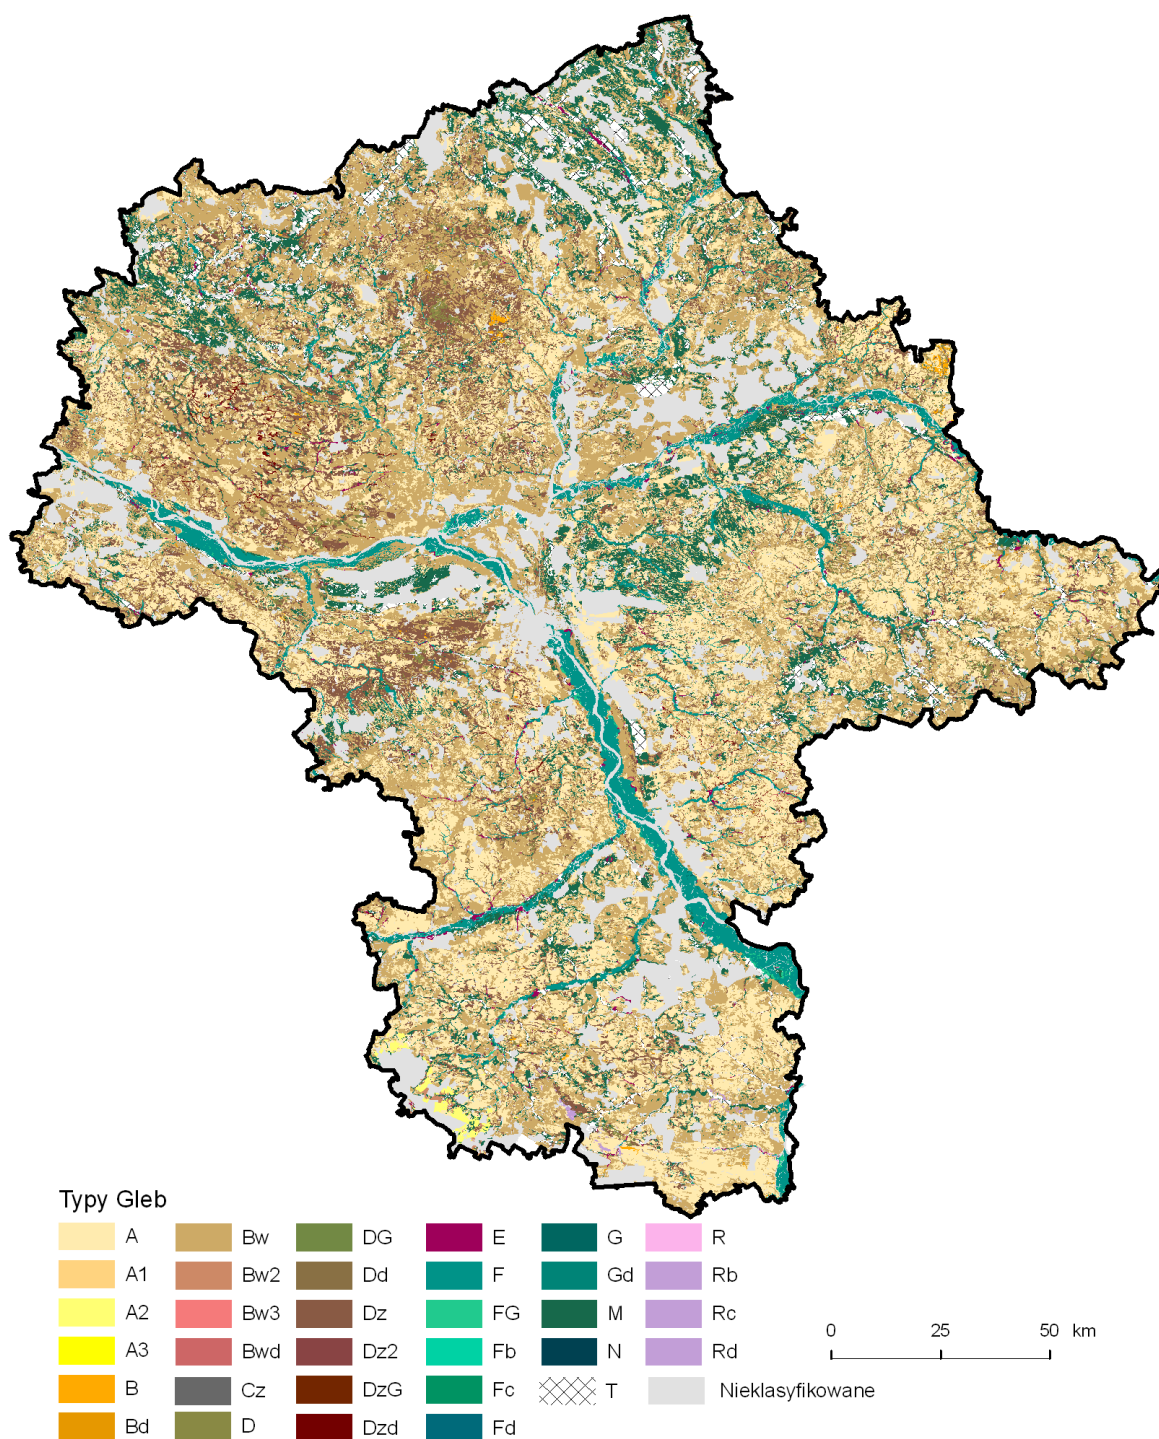 Typy Gleb
A Bw DG E G R
A1 Bw2 Dd F Gd Rb
A2 Bw3 Dz FG M Rc
A3 Bwd Dz2 Fb N Rd
B Cz DzG Fc T Nieklasyfikowane
Bd D Dzd Fd
0 25 50 km